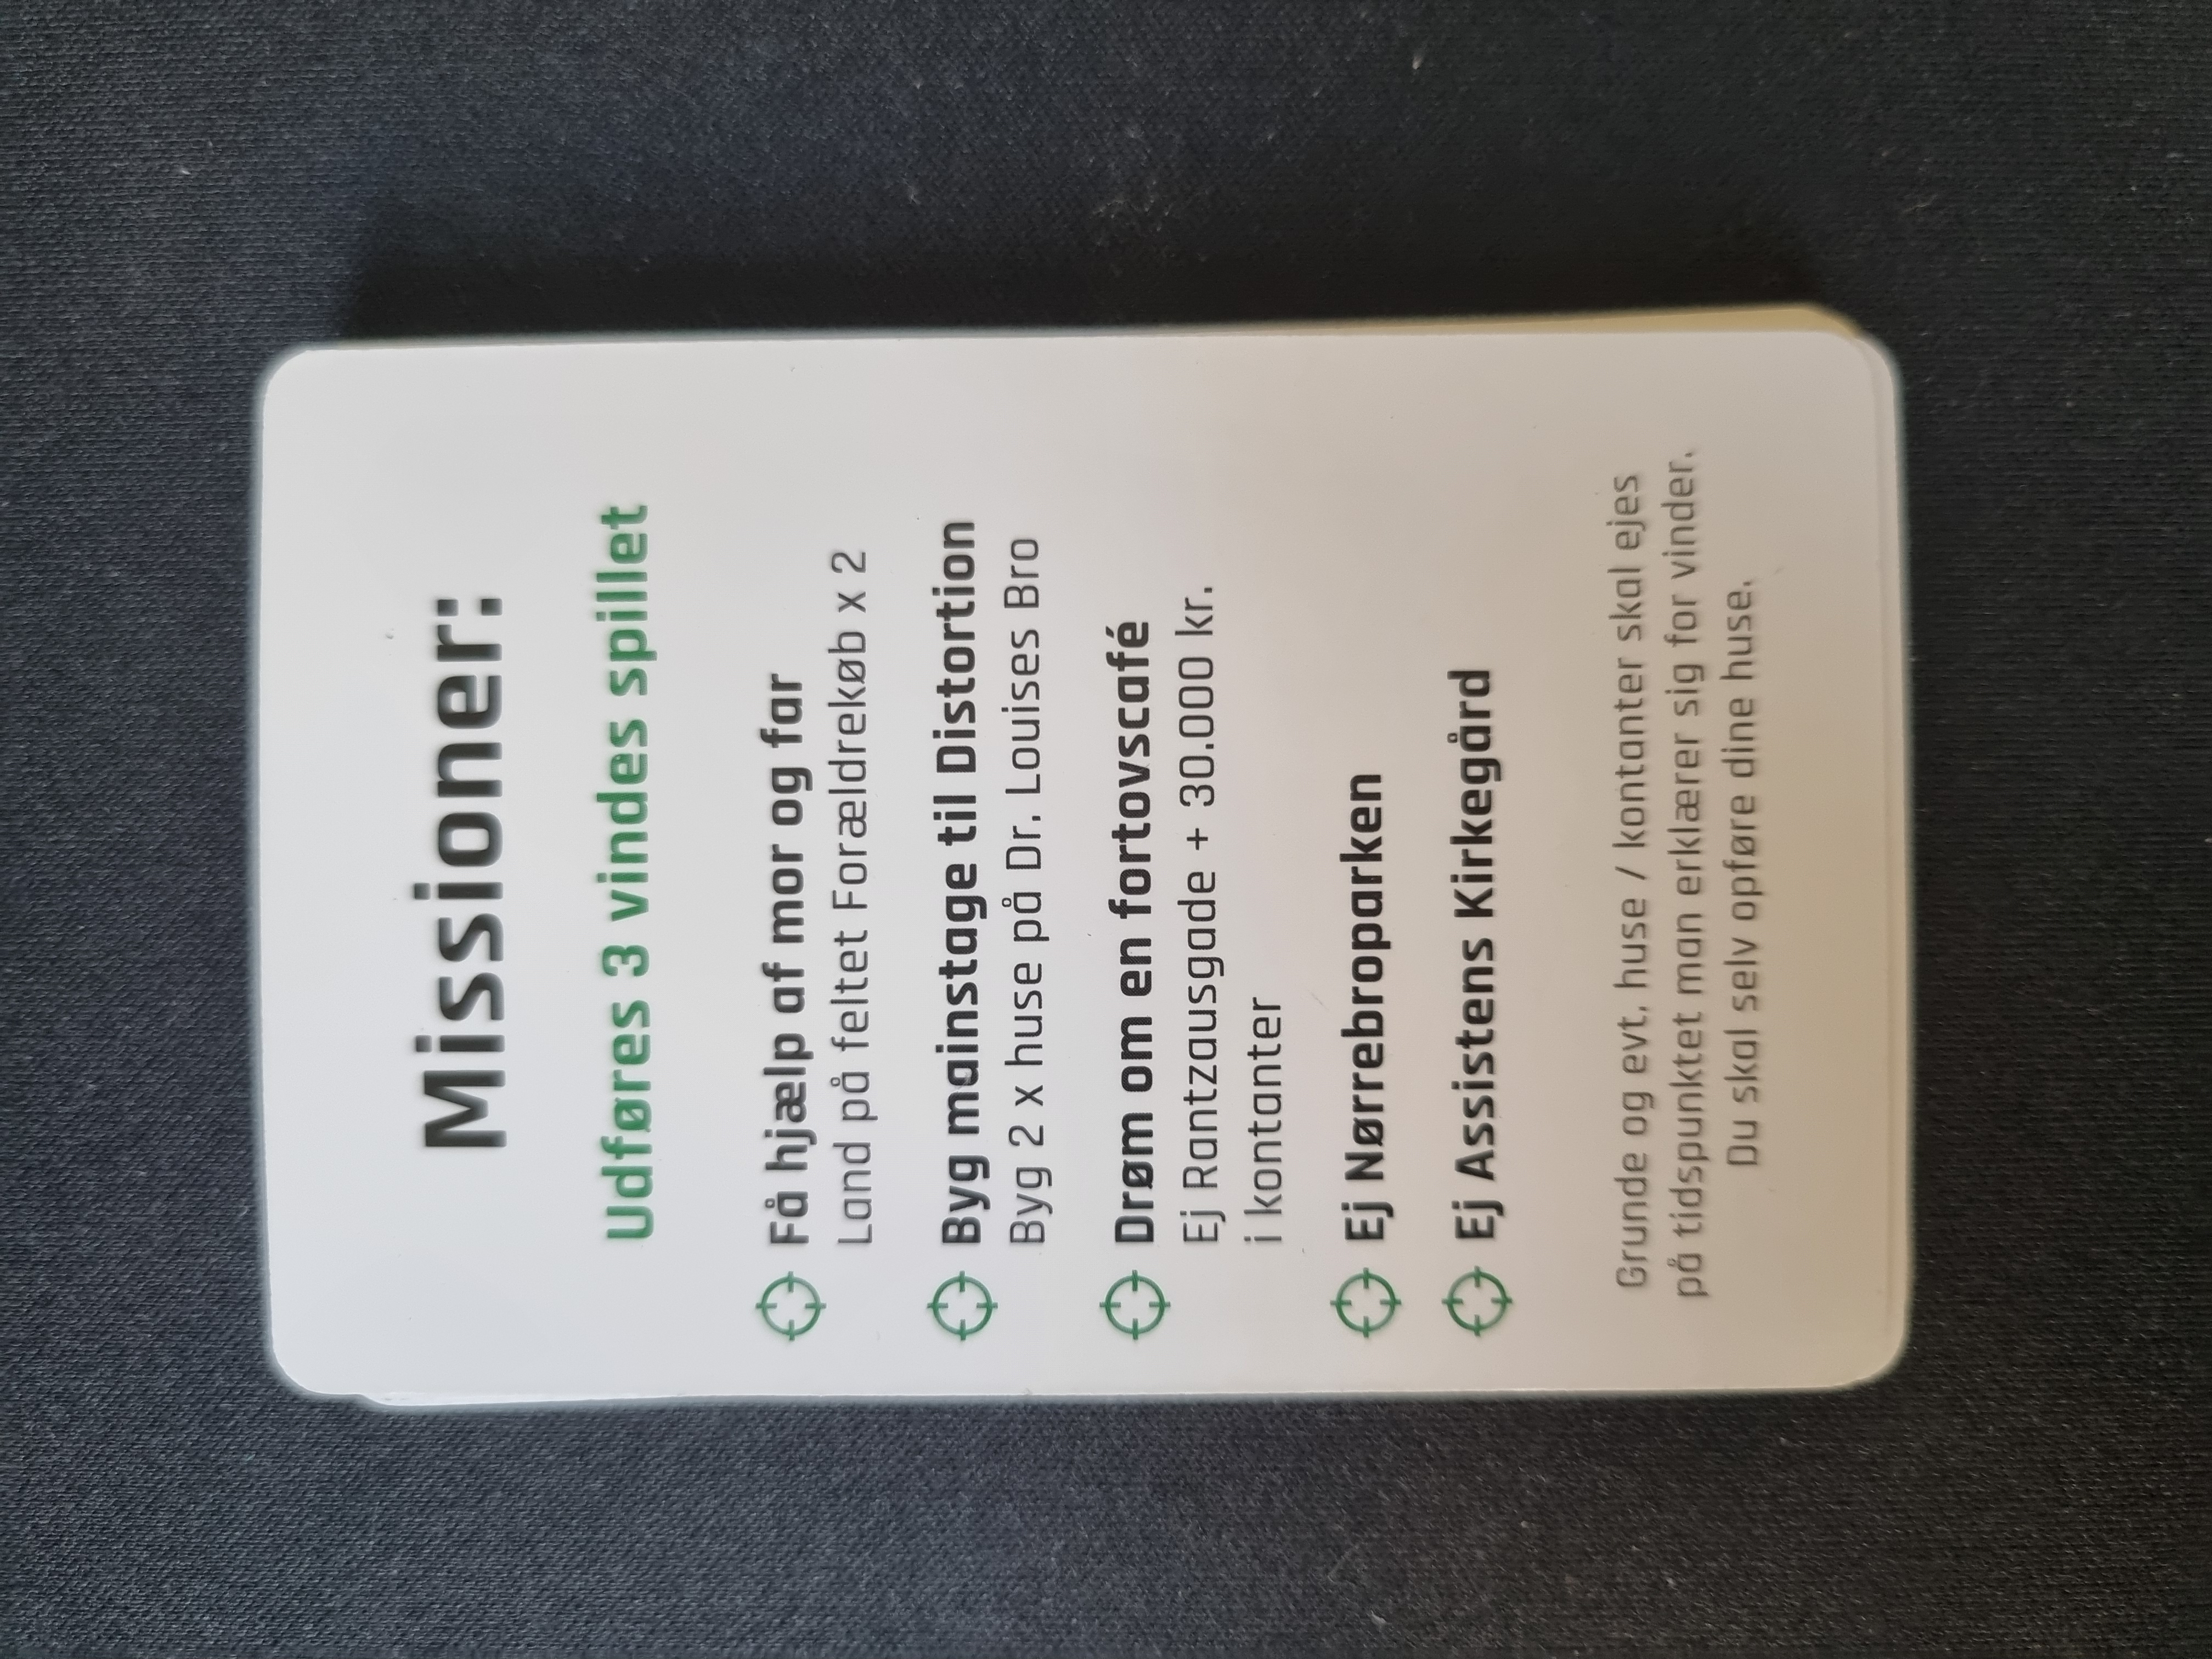 Missioner:
Udføres 3 vindes spillet
Få hjælp af mor og far
Land på feltet Forældrekøb x 2
Byg mainstage til Distortion
Byg 2 x huse på Dr. Louises Bro
Drøm om en fortovscafé
Ej Rantzausgade + 30.000 kr.
i kontanter
Ej Nørrebroparken
Ej Assistens Kirkegård
Grunde og evt. huse / kontanter skal ejes
på tidspunktet man erklærer sig for vinder.
Du skal selv opføre dine huse.